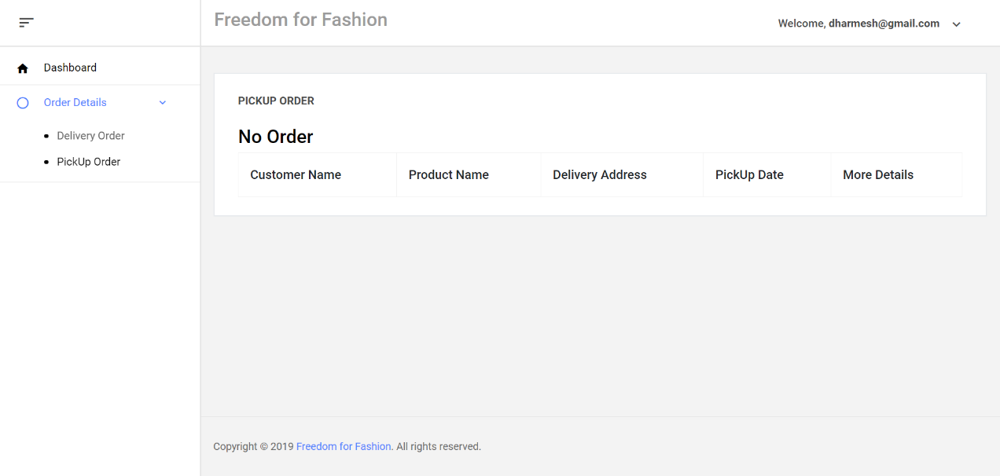 Freedom for Fashion
Welcome, dharmesh@gmail.com
Dashboard
Order Details
Delivery Order
PickUp Order
PICKUP ORDER
No Order
Customer Name Product Name Delivery Address PickUp Date More Details
Copyright © 2019 Freedom for Fashion. All rights reserved.